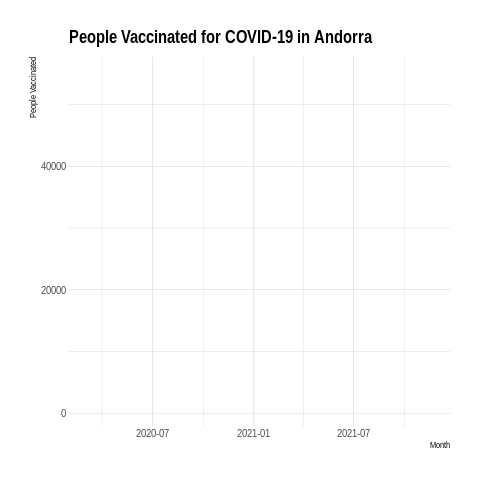 People Vaccinated for COVID-19 in Andorra
People Vaccinated
40000
20000
0
2020-07 2021-01 2021-07
Month